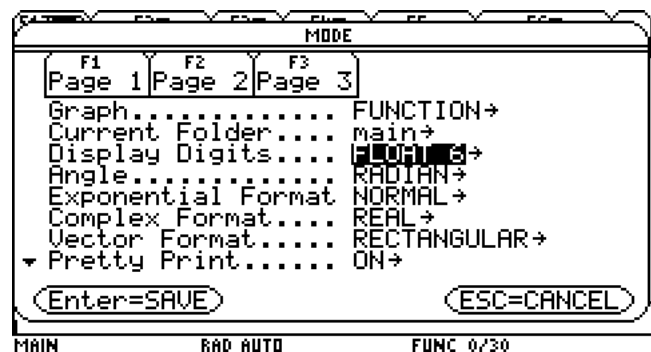 MODE
F1 F2 F3
Page 1 Page 2 Page 3
Graph............. FUNCTION→
Current Folder.... main→
Display Digits.... FLOAT 6→
Angle............. RADIAN→
Exponential Format NORMAL→
Complex Format.... REAL→
Vector Format..... RECTANGULAR→
Pretty Print...... ON→
Enter=SAVE ESC=CANCEL
MAIN RAD AUTO FUNC 0/30